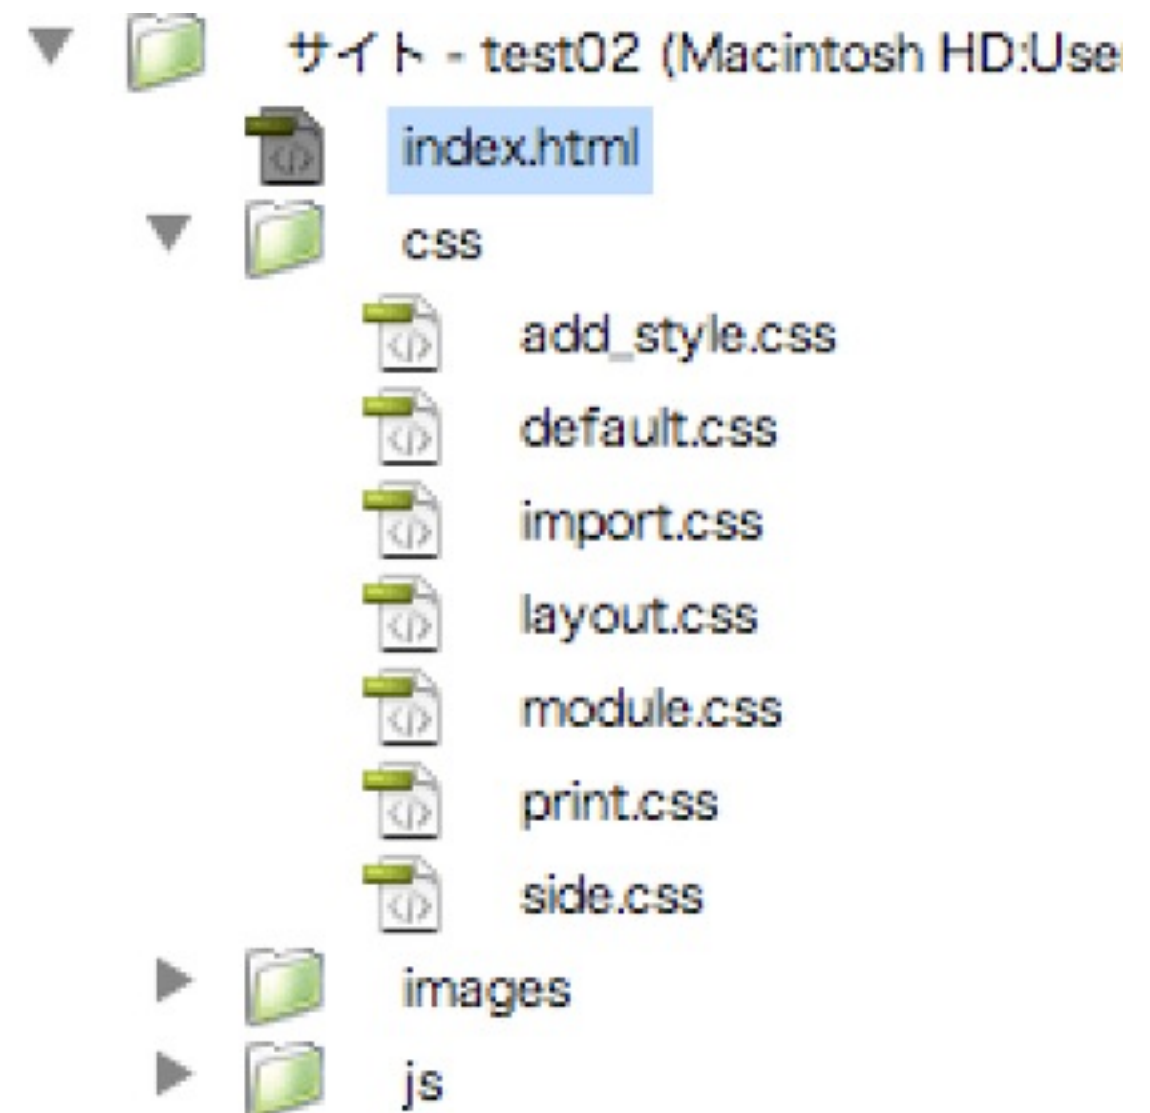 サイト - test02 (Macintosh HD:Use
index.html
css
add_style.css
default.css
import.css
layout.css
module.css
print.css
side.css
images
js